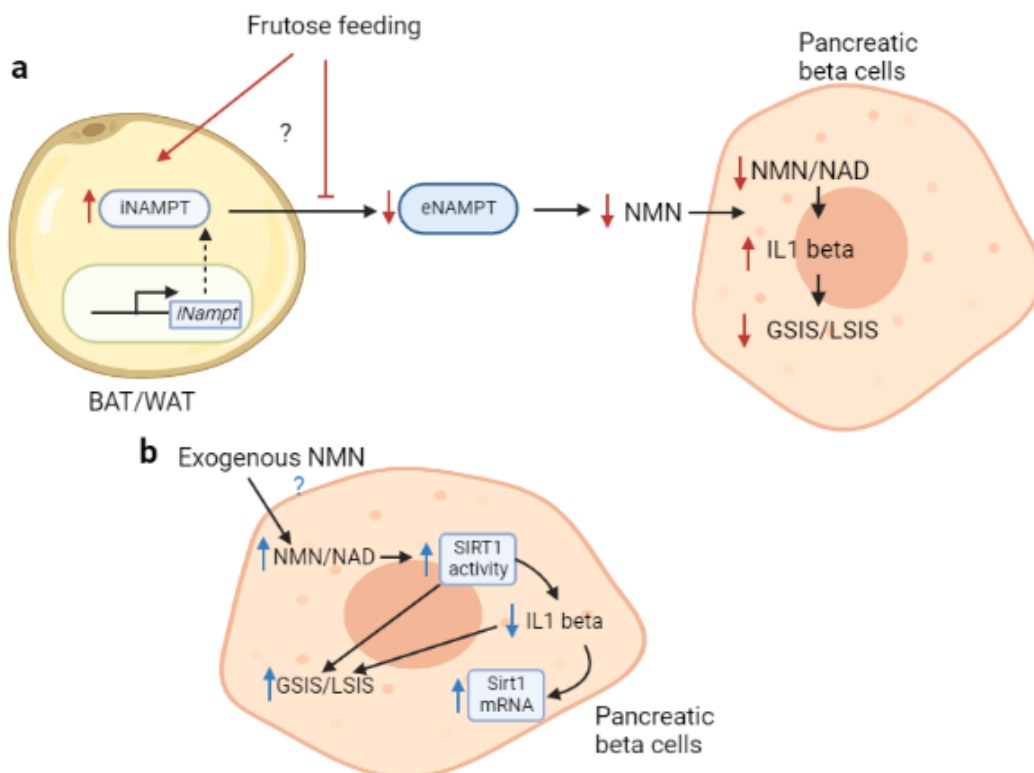 Frutose feeding
a
Pancreatic
beta cells
?
NMN/NAD
iNAMPT
eNAMPT
NMN
IL1 beta
iNampt
GSIS/LSIS
BAT/WAT
b
Exogenous NMN
?
NMN/NAD
SIRT1
activity
IL1 beta
GSIS/LSIS
Sirt1
mRNA
Pancreatic
beta cells